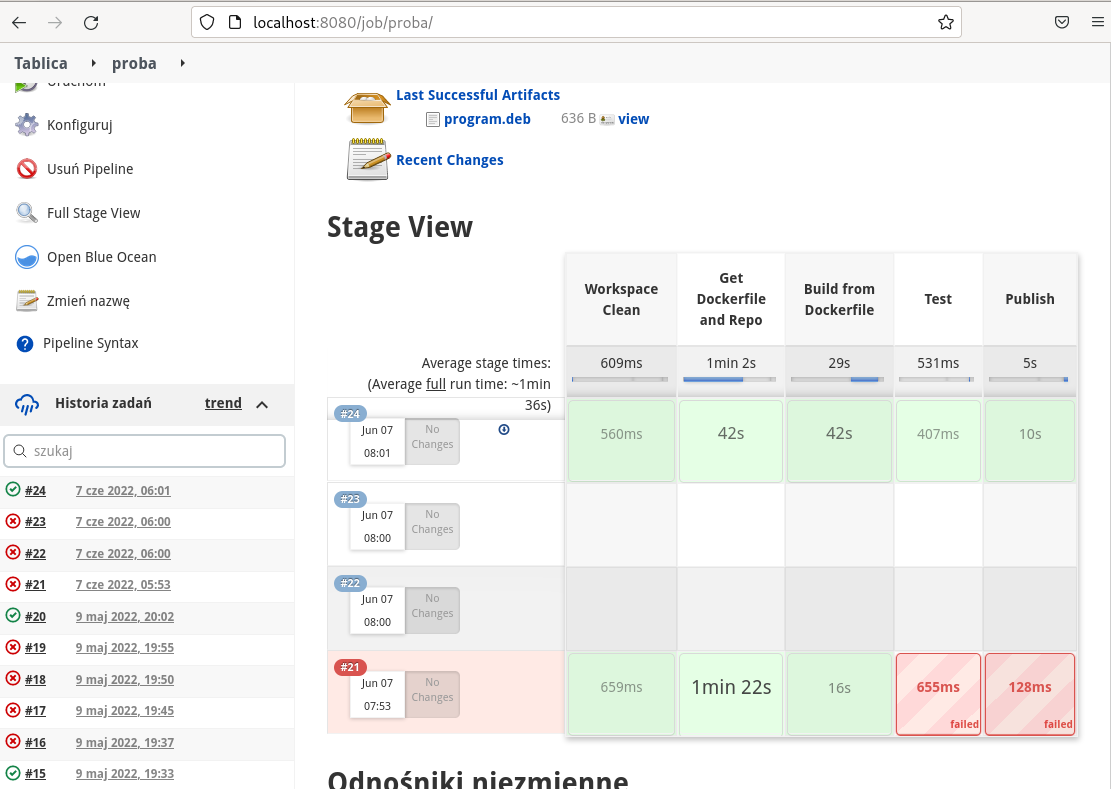 localhost:8080/job/proba/
Tablica
proba
Uruchom
Konfiguruj
Usuń Pipeline
Full Stage View
Open Blue Ocean
Zmień nazwę
Pipeline Syntax
Historia zadań
trend
szukaj
#24 7 cze 2022, 06:01
#23 7 cze 2022, 06:00
#22 7 cze 2022, 06:00
#21 7 cze 2022, 05:53
#20 9 maj 2022, 20:02
#19 9 maj 2022, 19:55
#18 9 maj 2022, 19:50
#17 9 maj 2022, 19:45
#16 9 maj 2022, 19:37
#15 9 maj 2022, 19:33
Last Successful Artifacts
program.deb 636 B view
Recent Changes
Stage View
Workspace
Clean
Get
Dockerfile
and Repo
Build from
Dockerfile
Test
Publish
Average stage times:
(Average full run time: ~1min
36s)
609ms
1min 2s
29s
531ms
5s
#24
Jun 07
08:01
No
Changes
560ms
42s
42s
407ms
10s
#23
Jun 07
08:00
No
Changes
#22
Jun 07
08:00
No
Changes
#21
Jun 07
07:53
No
Changes
659ms
1min 22s
16s
655ms
failed
128ms
failed
Odnośniki niezmienne